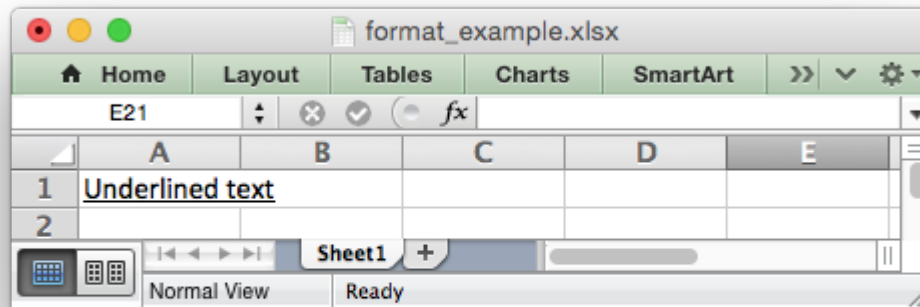 format_example.xlsx
Home Layout Tables Charts SmartArt
E21 fx
A B C D E
1 Underlined text
2
Sheet1 +
Normal View Ready